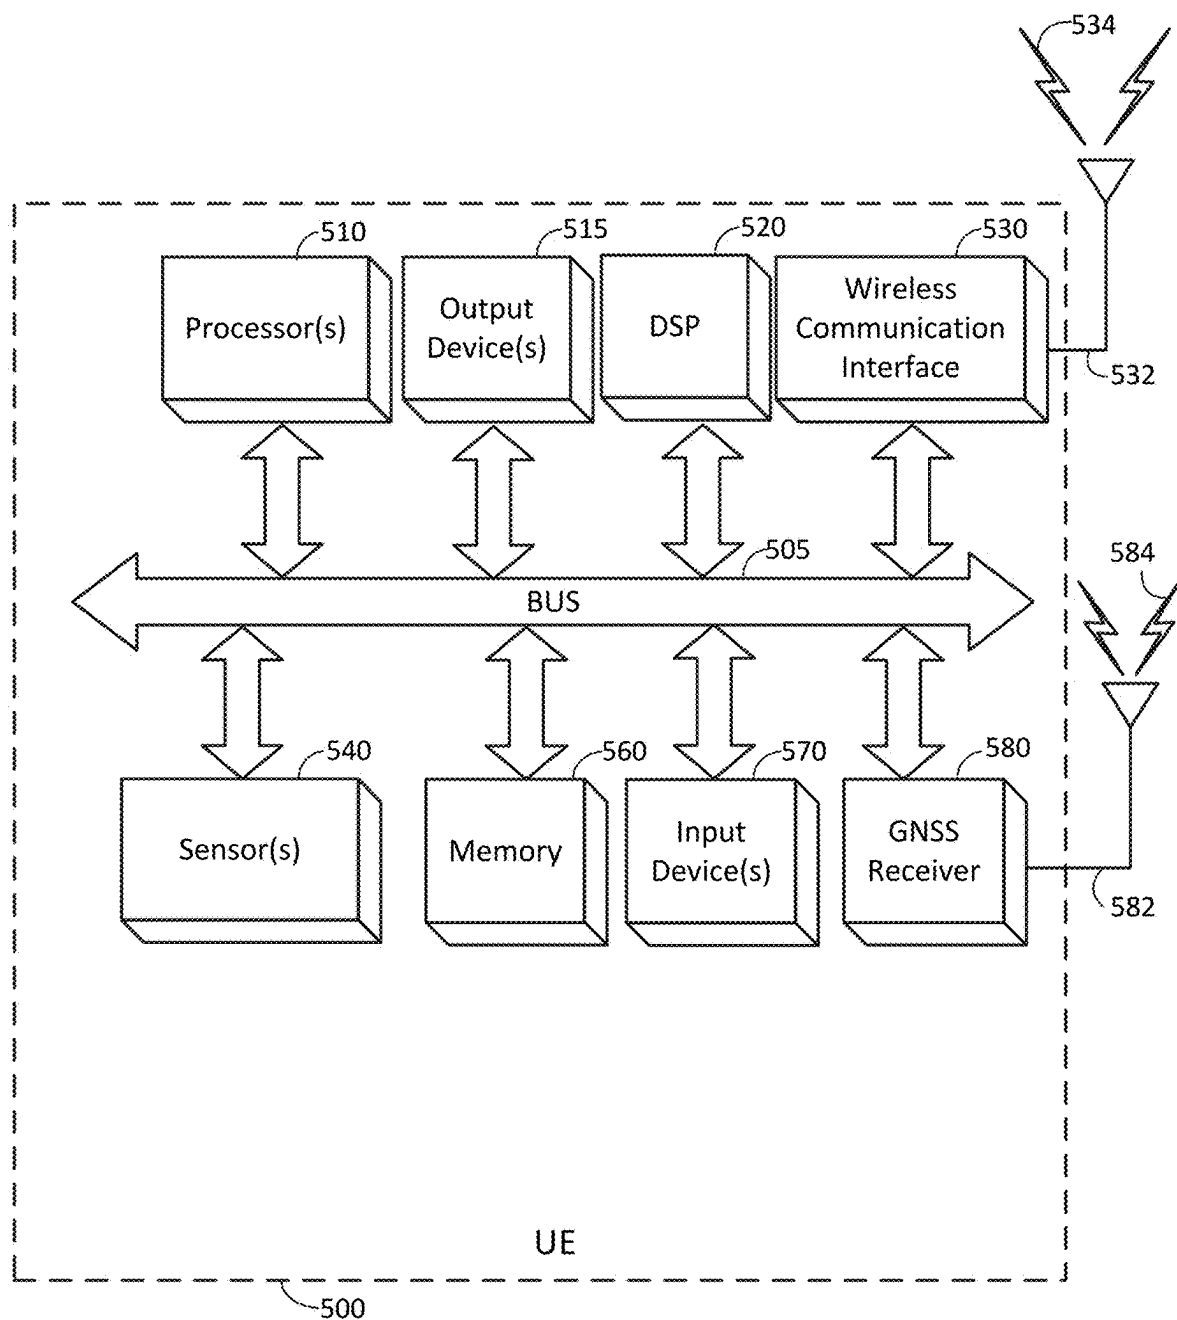 534
510
515
520
530
Processor(s)
Output
Device(s)
DSP
Wireless
Communication
Interface
532
505
BUS
584
540
560
570
580
Sensor(s)
Memory
Input
Device(s)
GNSS
Receiver
582
UE
500